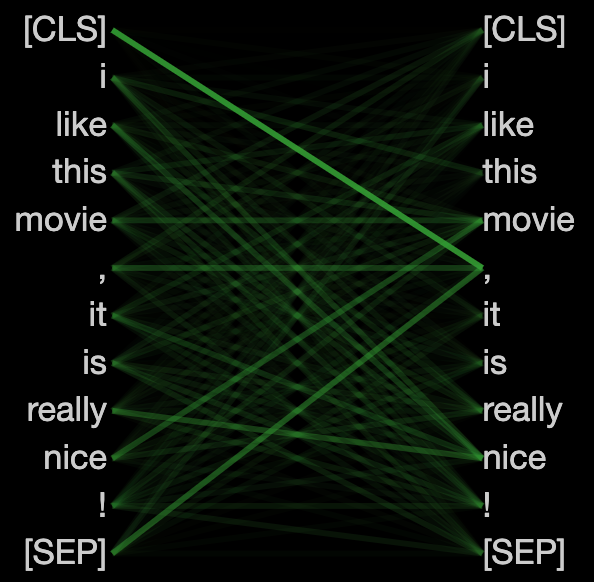 [CLS] [CLS]
i i
like like
this this
movie movie
, ,
it it
is is
really really
nice nice
! !
[SEP] [SEP]